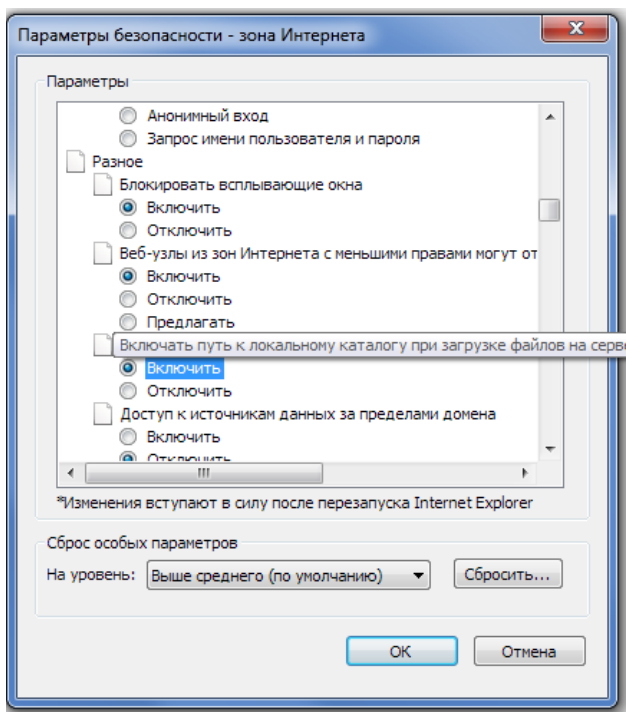 Параметры безопасности - зона Интернета
Параметры
Анонимный вход
Запрос имени пользователя и пароля
Разное
Блокировать всплывающие окна
Включить
Отключить
Веб-узлы из зон Интернета с меньшими правами могут от
Включить
Отключить
Предлагать
Включать путь к локальному каталогу при загрузке файлов на серве
Включить
Отключить
Доступ к источникам данных за пределами домена
Включить
Отключить
*Изменения вступают в силу после перезапуска Internet Explorer
Сброс особых параметров
На уровень: Выше среднего (по умолчанию) Сбросить...
ОК Отмена